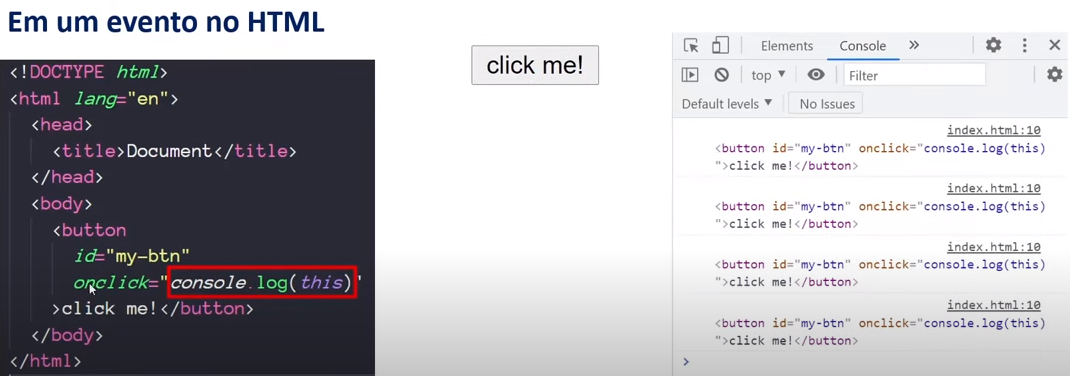 Em um evento no HTML
<!DOCTYPE html>
<html lang="en">
<head>
<title>Document</title>
</head>
<body>
<button
id="my-btn"
onclick="console.log(this)"
>click me!</button>
</body>
</html>
click me!
Elements Console »
top ▼ Filter
Default levels ▼ No Issues
index.html:10
<button id="my-btn" onclick="console.log(this)
">click me!</button>
index.html:10
<button id="my-btn" onclick="console.log(this)
">click me!</button>
index.html:10
<button id="my-btn" onclick="console.log(this)
">click me!</button>
index.html:10
<button id="my-btn" onclick="console.log(this)
">click me!</button>
>